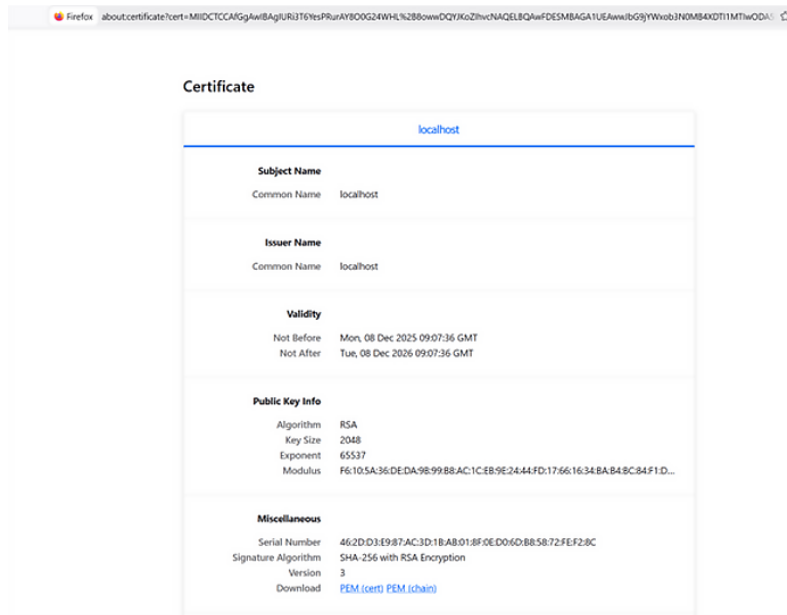 Firefox about:certificate?cert=MIIDCTCCAfGgAwIBAgIURi3T6YesPRurAY8O0G24WHL%2B8owwDQYJKoZIhvcNAQELBQAwFDESMBAGA1UEAwwJbG9jYWxob3N0MB4XDTI1MTIwODA5
Certificate
localhost
Subject Name
Common Name localhost
Issuer Name
Common Name localhost
Validity
Not Before Mon, 08 Dec 2025 09:07:36 GMT
Not After Tue, 08 Dec 2026 09:07:36 GMT
Public Key Info
Algorithm RSA
Key Size 2048
Exponent 65537
Modulus F6:10:5A:36:DE:DA:9B:99:B8:AC:1C:EB:9E:24:44:FD:17:66:16:34:BA:B4:BC:84:F1:D...
Miscellaneous
Serial Number 46:2D:D3:E9:87:AC:3D:1B:AB:01:8F:0E:D0:6D:B8:58:72:FE:F2:8C
Signature Algorithm SHA-256 with RSA Encryption
Version 3
Download PEM (cert) PEM (chain)